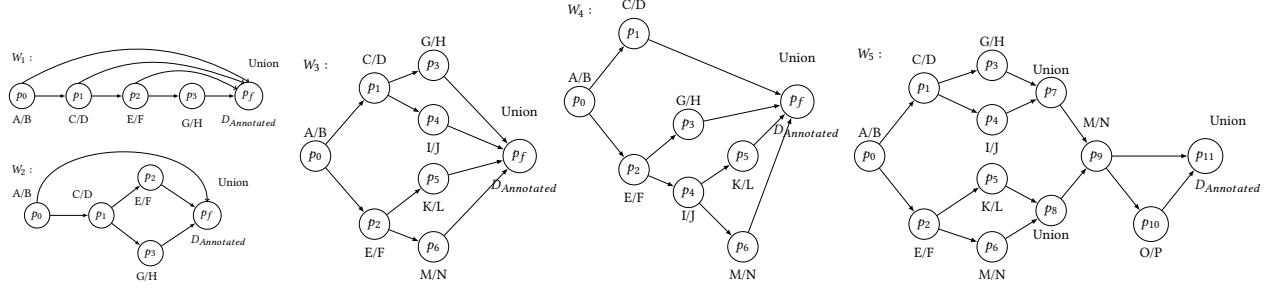 W1 :
Union
p0
p1
p2
p3
pf
A/B
C/D
E/F
G/H
DAnnotated
W2 :
A/B
C/D
p2
E/F
Union
p0
p1
pf
DAnnotated
p3
G/H
W3 :
G/H
C/D
p3
p1
p4
I/J
A/B
p0
Union
pf
DAnnotated
p5
K/L
p2
E/F
p6
M/N
W4 :
C/D
p1
Union
A/B
p0
G/H
p3
pf
DAnnotated
p2
E/F
p5
K/L
p4
I/J
p6
M/N
W5 :
G/H
C/D
p3
Union
p1
p7
p4
I/J
A/B
M/N
Union
p0
p9
p11
DAnnotated
p5
K/L
p8
Union
p2
E/F
p6
M/N
p10
O/P